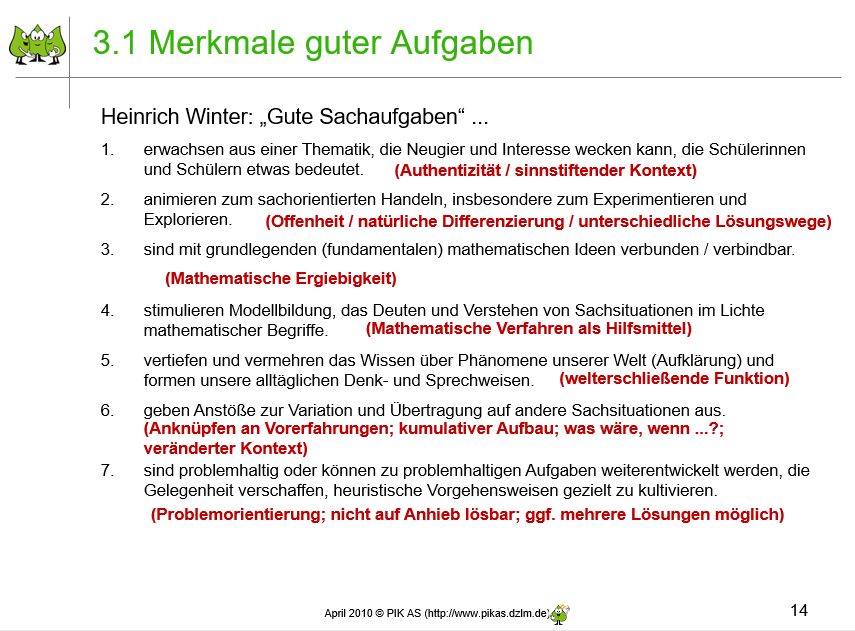 3.1 Merkmale guter Aufgaben
Heinrich Winter: „Gute Sachaufgaben“ ...
1. erwachsen aus einer Thematik, die Neugier und Interesse wecken kann, die Schülerinnen
und Schülern etwas bedeutet. (Authentizität / sinnstiftender Kontext)
2. animieren zum sachorientierten Handeln, insbesondere zum Experimentieren und
Explorieren. (Offenheit / natürliche Differenzierung / unterschiedliche Lösungswege)
3. sind mit grundlegenden (fundamentalen) mathematischen Ideen verbunden / verbindbar.
(Mathematische Ergiebigkeit)
4. stimulieren Modellbildung, das Deuten und Verstehen von Sachsituationen im Lichte
mathematischer Begriffe. (Mathematische Verfahren als Hilfsmittel)
5. vertiefen und vermehren das Wissen über Phänomene unserer Welt (Aufklärung) und
formen unsere alltäglichen Denk- und Sprechweisen. (welterschließende Funktion)
6. geben Anstöße zur Variation und Übertragung auf andere Sachsituationen aus.
(Anknüpfen an Vorerfahrungen; kumulativer Aufbau; was wäre, wenn ...?;
veränderter Kontext)
7. sind problemhaltig oder können zu problemhaltigen Aufgaben weiterentwickelt werden, die
Gelegenheit verschaffen, heuristische Vorgehensweisen gezielt zu kultivieren.
(Problemorientierung; nicht auf Anhieb lösbar; ggf. mehrere Lösungen möglich)
April 2010 © PIK AS (http://www.pikas.dzlm.de)
14